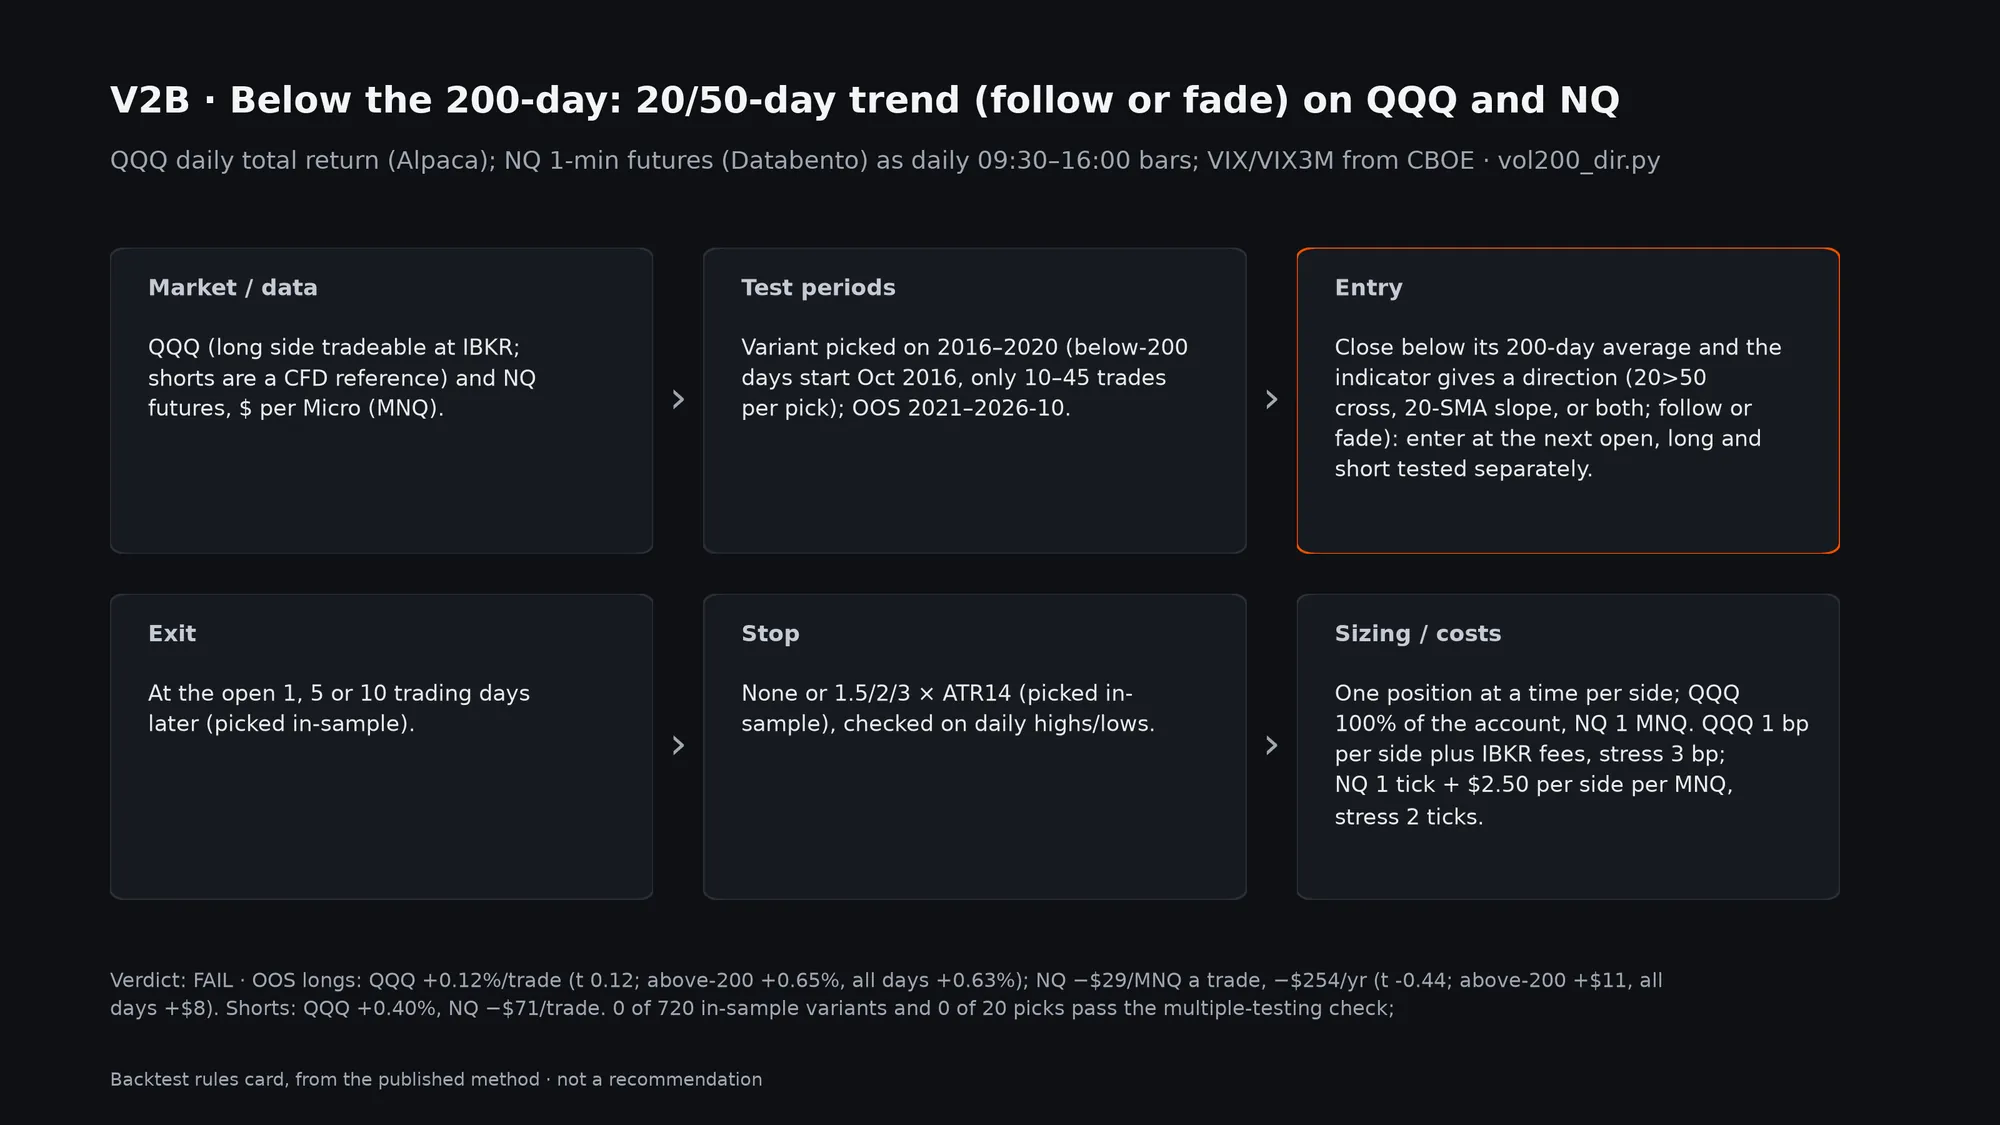 V2B · Below the 200-day: 20/50-day trend (follow or fade) on QQQ and NQ
QQQ daily total return (Alpaca); NQ 1-min futures (Databento) as daily 09:30–16:00 bars; VIX/VIX3M from CBOE · vol200_dir.py
Market / data
QQQ (long side tradeable at IBKR;
shorts are a CFD reference) and NQ
futures, $ per Micro (MNQ).
›
Test periods
Variant picked on 2016–2020 (below-200
days start Oct 2016, only 10–45 trades
per pick); OOS 2021–2026-10.
›
Entry
Close below its 200-day average and the
indicator gives a direction (20>50
cross, 20-SMA slope, or both; follow or
fade): enter at the next open, long and
short tested separately.
Exit
At the open 1, 5 or 10 trading days
later (picked in-sample).
›
Stop
None or 1.5/2/3 × ATR14 (picked in-
sample), checked on daily highs/lows.
›
Sizing / costs
One position at a time per side; QQQ
100% of the account, NQ 1 MNQ. QQQ 1 bp
per side plus IBKR fees, stress 3 bp;
NQ 1 tick + $2.50 per side per MNQ,
stress 2 ticks.
Verdict: FAIL · OOS longs: QQQ +0.12%/trade (t 0.12; above-200 +0.65%, all days +0.63%); NQ −$29/MNQ a trade, −$254/yr (t -0.44; above-200 +$11, all
days +$8). Shorts: QQQ +0.40%, NQ −$71/trade. 0 of 720 in-sample variants and 0 of 20 picks pass the multiple-testing check;
Backtest rules card, from the published method · not a recommendation